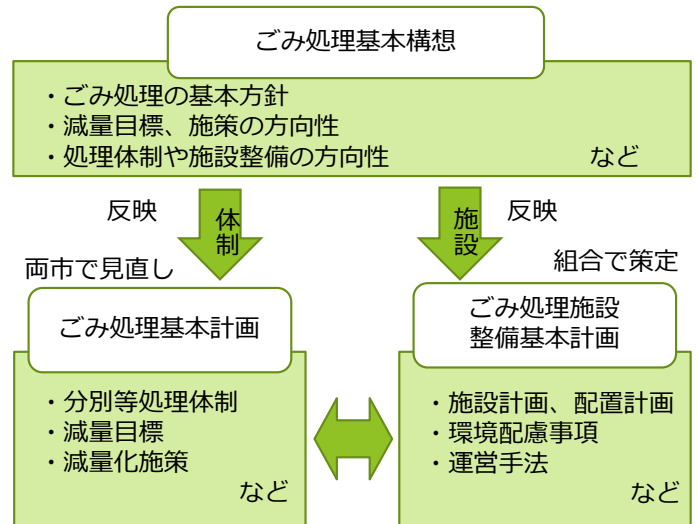 ごみ処理基本構想
・ごみ処理の基本方針
・減量目標、施策の方向性
・処理体制や施設整備の方向性
など
反映
体制
施設
反映
両市で見直し
組合で策定
ごみ処理基本計画
・分別等処理体制
・減量目標
・減量化施策
など
ごみ処理施設
整備基本計画
・施設計画、配置計画
・環境配慮事項
・運営手法
など